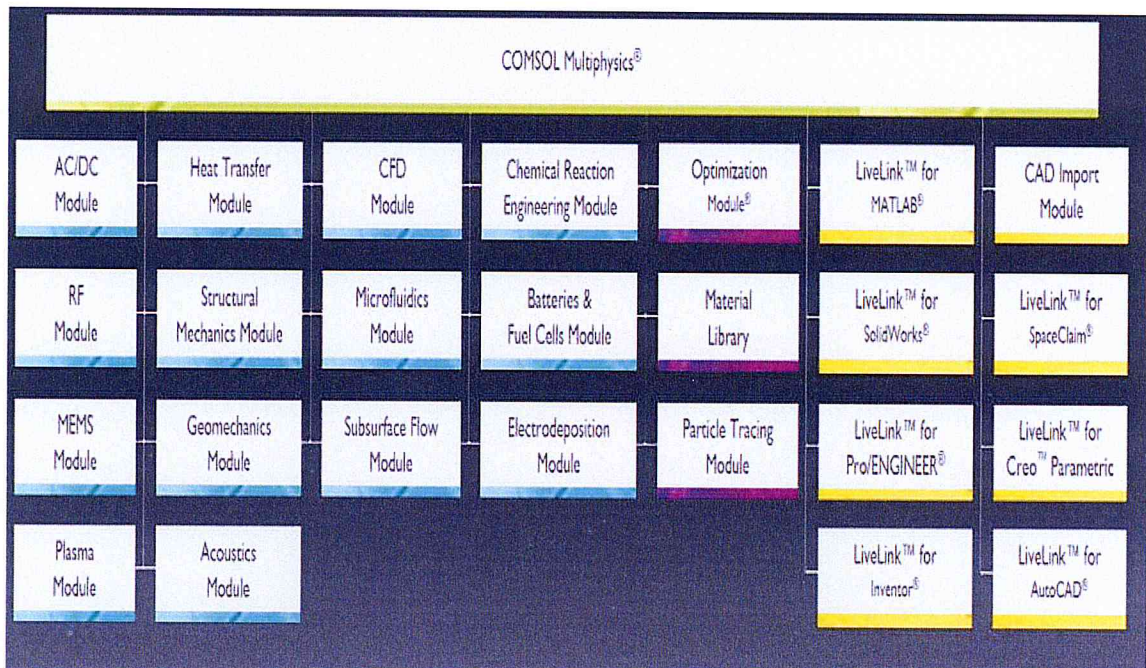 COMSOL Multiphysics®
AC/DC
Module
Heat Transfer
Module
CFD
Module
Chemical Reaction
Engineering Module
Optimization
Module®
LiveLink™ for
MATLAB®
CAD Import
Module
RF
Module
Structural
Mechanics Module
Microfluidics
Module
Batteries &
Fuel Cells Module
Material
Library
LiveLink™ for
SolidWorks®
LiveLink™ for
SpaceClaim®
MEMS
Module
Geomechanics
Module
Subsurface Flow
Module
Electrodeposition
Module
Particle Tracing
Module
LiveLink™ for
Pro/ENGINEER®
LiveLink™ for
Creo™ Parametric
Plasma
Module
Acoustics
Module
LiveLink™ for
Inventor®
LiveLink™ for
AutoCAD®